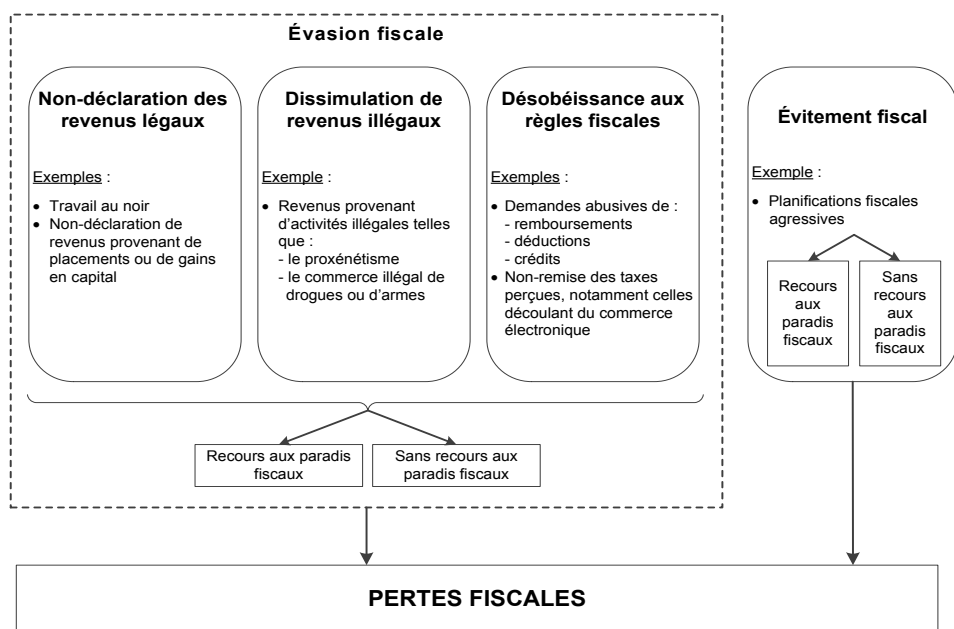 Évasion fiscale
Non-déclaration des
revenus légaux
Exemples :
• Travail au noir
• Non-déclaration de
revenus provenant de
placements ou de gains
en capital
Dissimulation de
revenus illégaux
Exemple :
• Revenus provenant
d'activités illégales telles
que :
- le proxénétisme
- le commerce illégal de
drogues ou d'armes
Désobéissance aux
règles fiscales
Exemples :
• Demandes abusives de :
- remboursements
- déductions
- crédits
• Non-remise des taxes
perçues, notamment celles
découlant du commerce
électronique
Recours aux paradis
fiscaux
Sans recours aux
paradis fiscaux
Évitement fiscal
Exemple :
• Planifications fiscales
agressives
Recours
aux
paradis
fiscaux
Sans
recours
aux
paradis
fiscaux
PERTES FISCALES